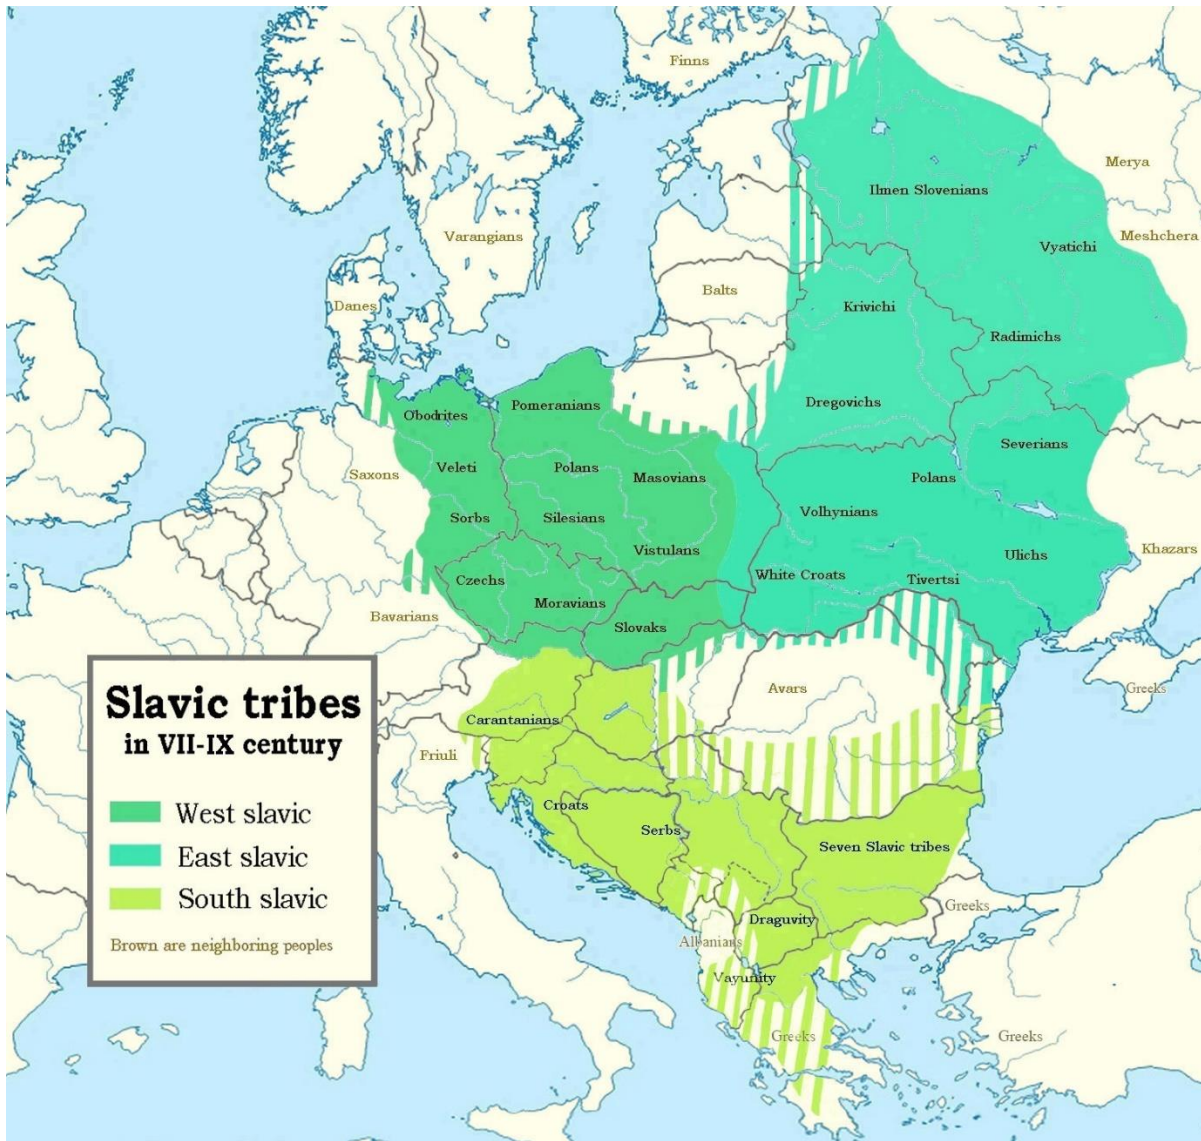 Finns
Merya
Ilmen Slovenians
Varangians
Meshchera
Vyatichi
Balts
Danes
Krivichi
Radimichs
Pomeranians
Dregovichs
Obodrites
Severians
Veleti
Polans
Saxons
Masovians
Polans
Volhynians
Sorbs
Silesians
Vistulans
Ulichs
Khazars
Czechs
White Croats
Tivertsi
Moravians
Bavarians
Slovaks
Avars
Greeks
Slavic tribes
in VII-IX century
Carantanians
Friuli
West slavic
East slavic
South slavic
Brown are neighboring peoples
Croats
Serbs
Seven Slavic tribes
Greeks
Draguvity
Albanians
Vayunity
Greeks
Greeks